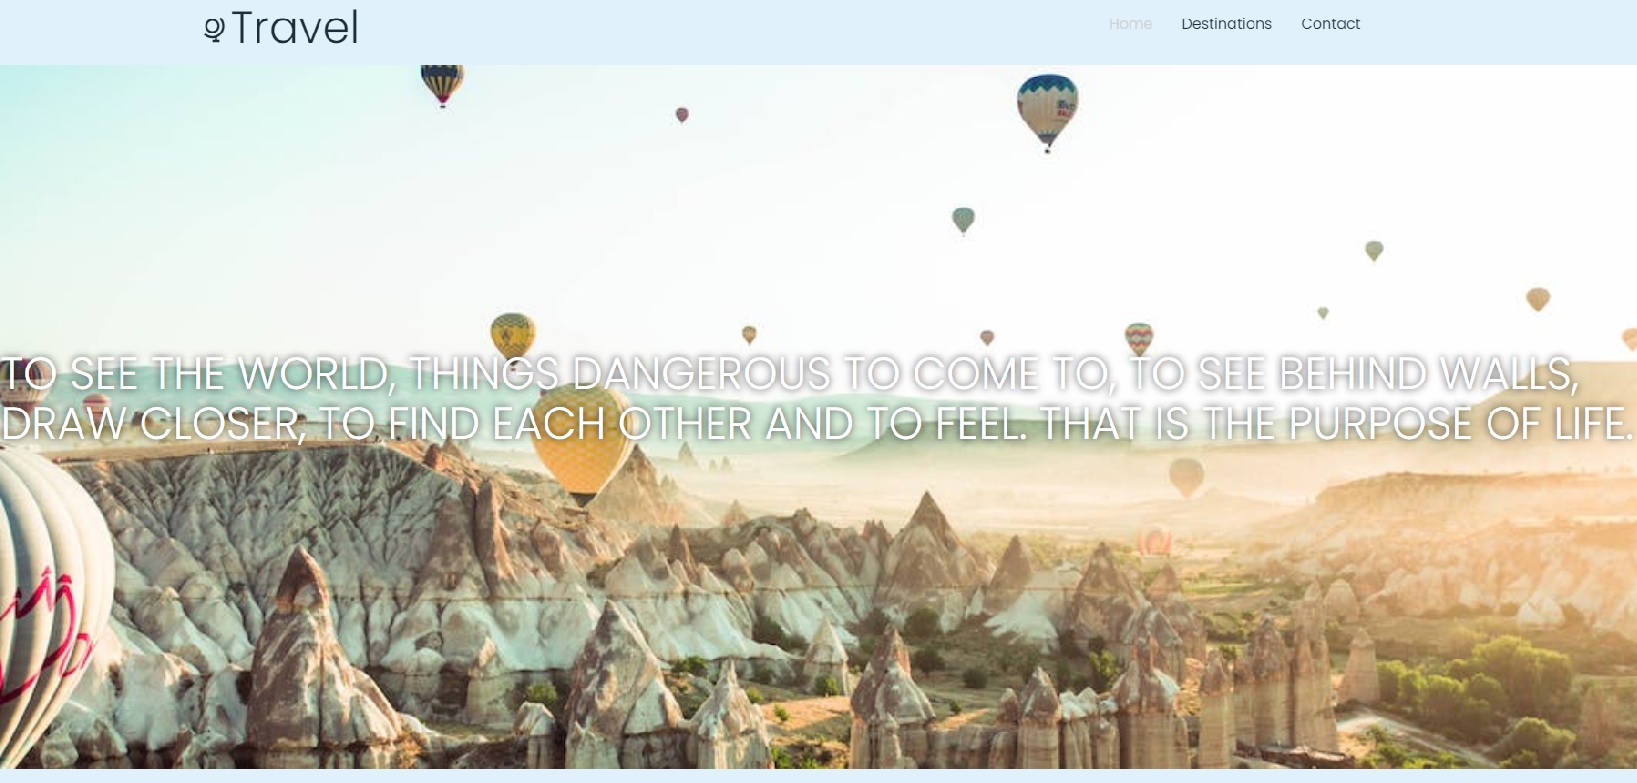 Travel
Home Destinations Contact
TO SEE THE WORLD, THINGS DANGEROUS TO COME TO, TO SEE BEHIND WALLS,
DRAW CLOSER, TO FIND EACH OTHER AND TO FEEL. THAT IS THE PURPOSE OF LIFE.